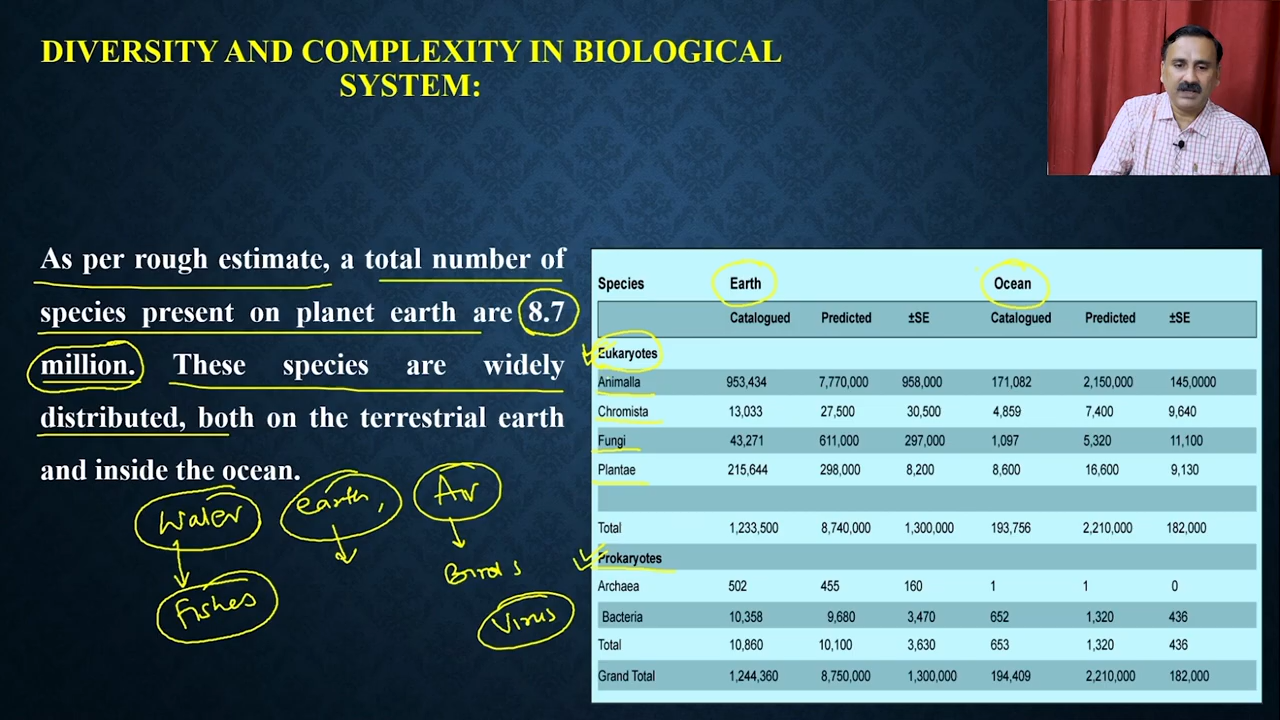 DIVERSITY AND COMPLEXITY IN BIOLOGICAL
SYSTEM:
As per rough estimate, a total number of
species present on planet earth are 8.7
million. These species are widely
distributed, both on the terrestrial earth
and inside the ocean.
Water earth, Air
Fishes
Birds
Virus
Species Earth Ocean
Catalogued Predicted ±SE Catalogued Predicted ±SE
Eukaryotes
Animalla 953,434 7,770,000 958,000 171,082 2,150,000 145,0000
Chromista 13,033 27,500 30,500 4,859 7,400 9,640
Fungi 43,271 611,000 297,000 1,097 5,320 11,100
Plantae 215,644 298,000 8,200 8,600 16,600 9,130
Total 1,233,500 8,740,000 1,300,000 193,756 2,210,000 182,000
Prokaryotes
Archaea 502 455 160 1 1 0
Bacteria 10,358 9,680 3,470 652 1,320 436
Total 10,860 10,100 3,630 653 1,320 436
Grand Total 1,244,360 8,750,000 1,300,000 194,409 2,210,000 182,000